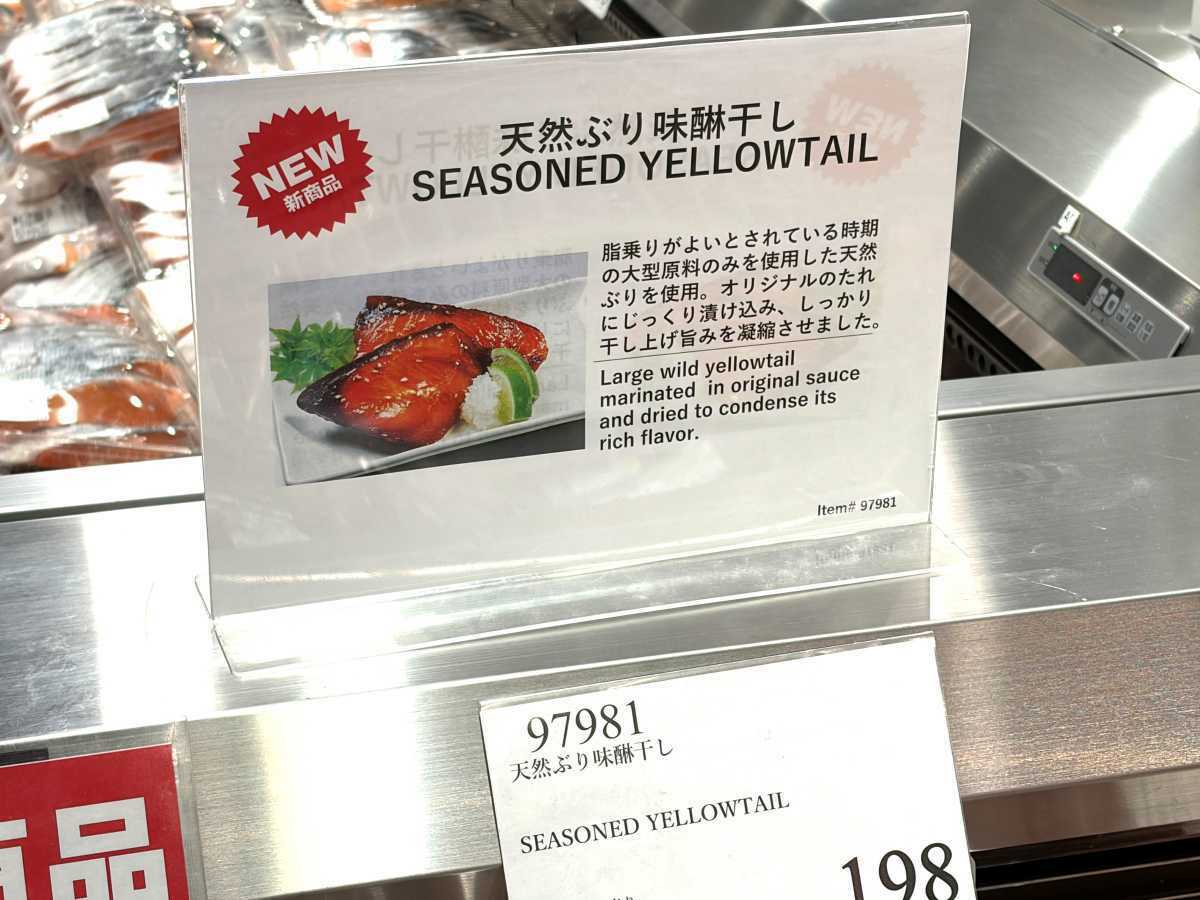 NEW
新商品
天然ぶり味醂干し
SEASONED YELLOWTAIL
脂乗りがよいとされている時期
の大型原料のみを使用した天然
ぶりを使用。オリジナルのたれ
にじっくり漬け込み、しっかり
干し上げ旨みを凝縮させました。
Large wild yellowtail
marinated in original sauce
and dried to condense its
rich flavor.
Item# 97981
97981
天然ぶり味醂干し
SEASONED YELLOWTAIL
198
品